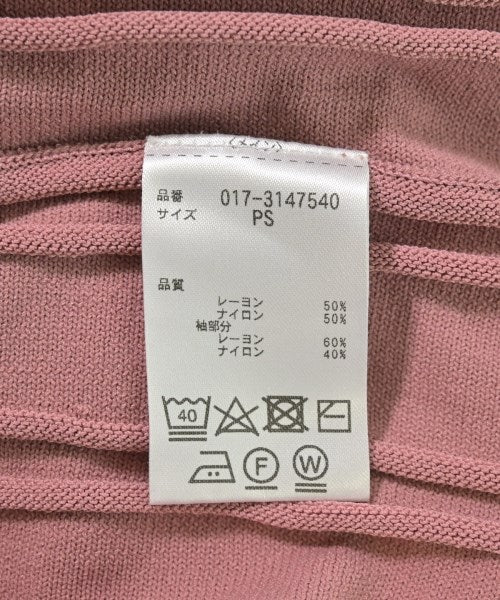 品番 017-3147540
サイズ PS
品質
レーヨン 50%
ナイロン 50%
袖部分
レーヨン 60%
ナイロン 40%
40
F W